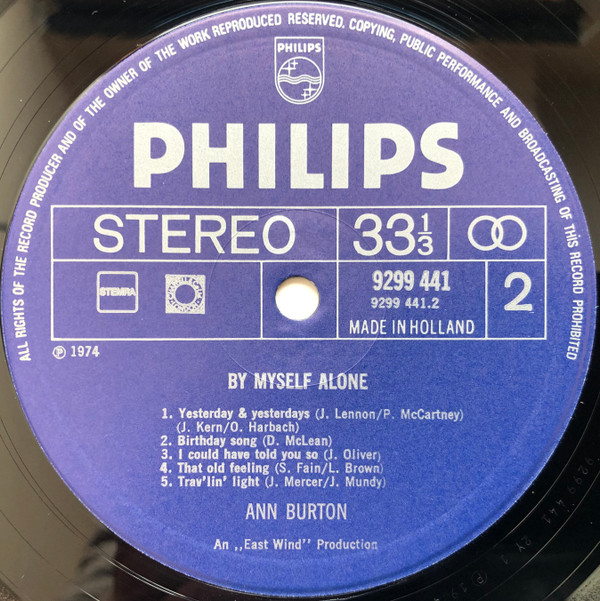 ALL RIGHTS OF THE RECORD PRODUCER AND OF THE OWNER OF THE WORK REPRODUCED RESERVED. COPYING, PUBLIC PERFORMANCE AND BROADCASTING OF THIS RECORD PROHIBITED
PHILIPS
PHILIPS
STEREO 33 1/3
STEMRA
9299 441
9299 441.2
MADE IN HOLLAND
2
℗ 1974
BY MYSELF ALONE
1. Yesterday & yesterdays (J. Lennon/P. McCartney)
(J. Kern/O. Harbach)
2. Birthday song (D. McLean)
3. I could have told you so (J. Oliver)
4. That old feeling (S. Fain/L. Brown)
5. Trav'lin' light (J. Mercer/J. Mundy)
ANN BURTON
An ,,East Wind'' Production